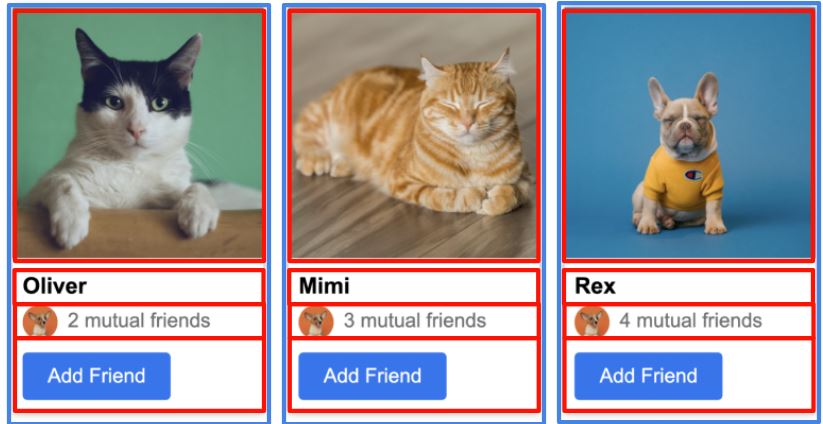 Oliver
2 mutual friends
Add Friend
Mimi
3 mutual friends
Add Friend
Rex
4 mutual friends
Add Friend